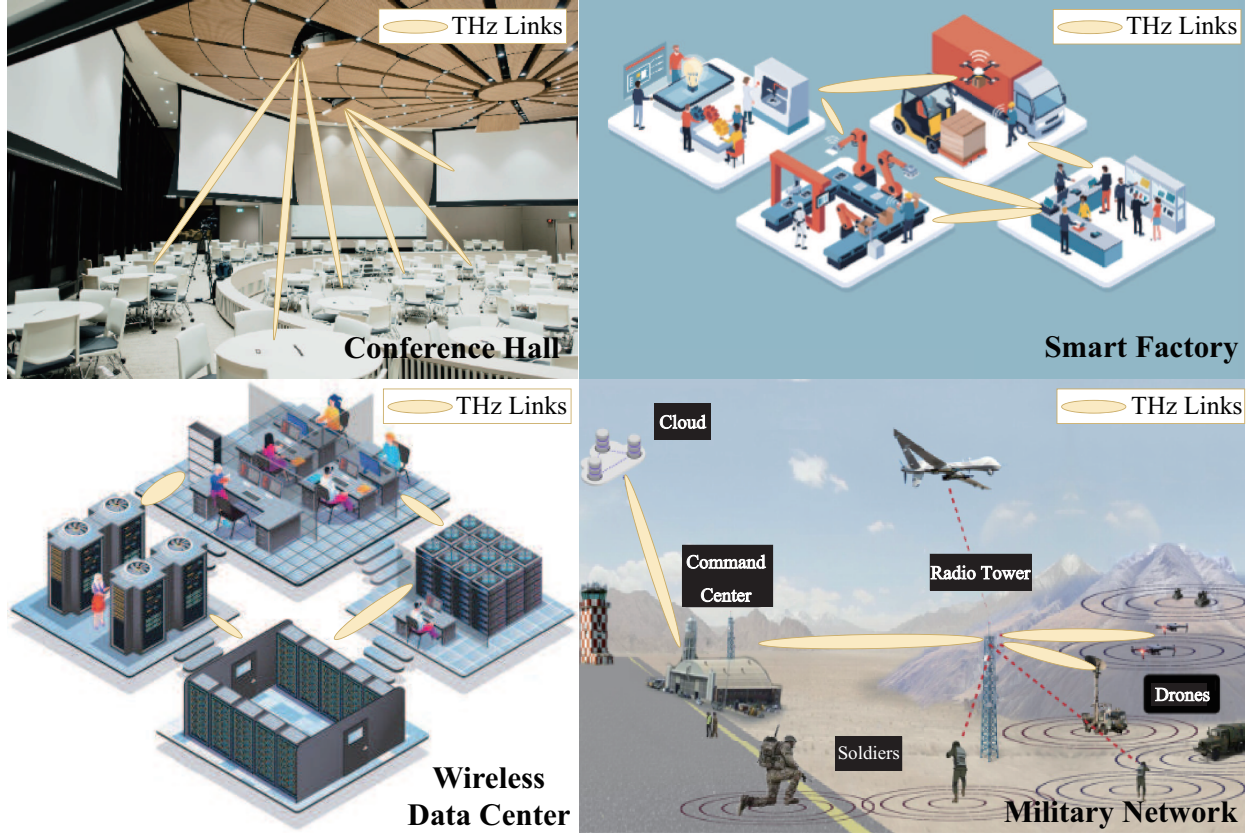 THz Links
Conference Hall
THz Links
Smart Factory
THz Links
Wireless
Data Center
THz Links
Cloud
Command
Center
Radio Tower
Drones
Soldiers
Military Network